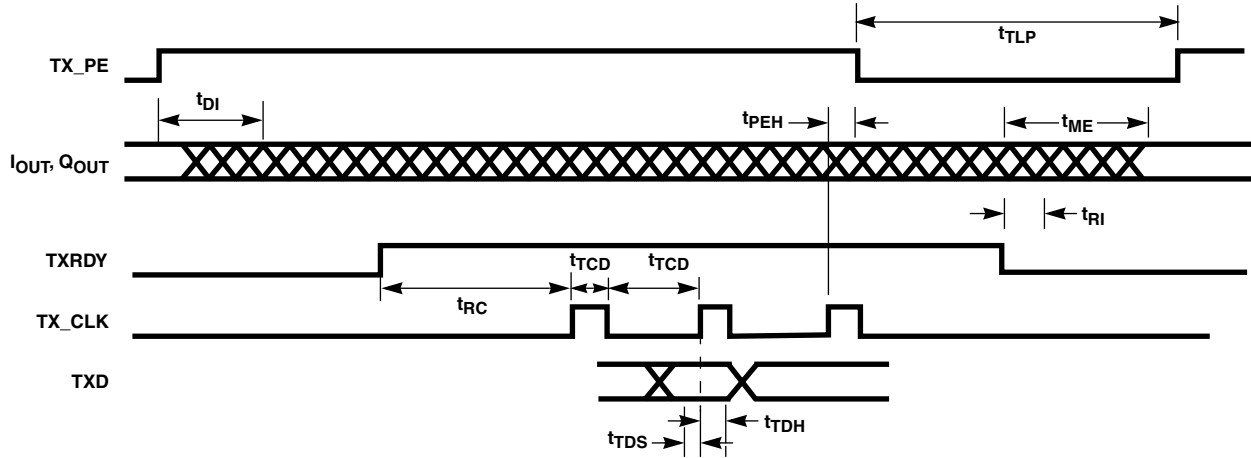 tTLP
TX_PE
tDI
tPEH
tME
IOUT, QOUT
tRI
TXRDY
tTCD tTCD
tRC
TX_CLK
TXD
tTDH
tTDS